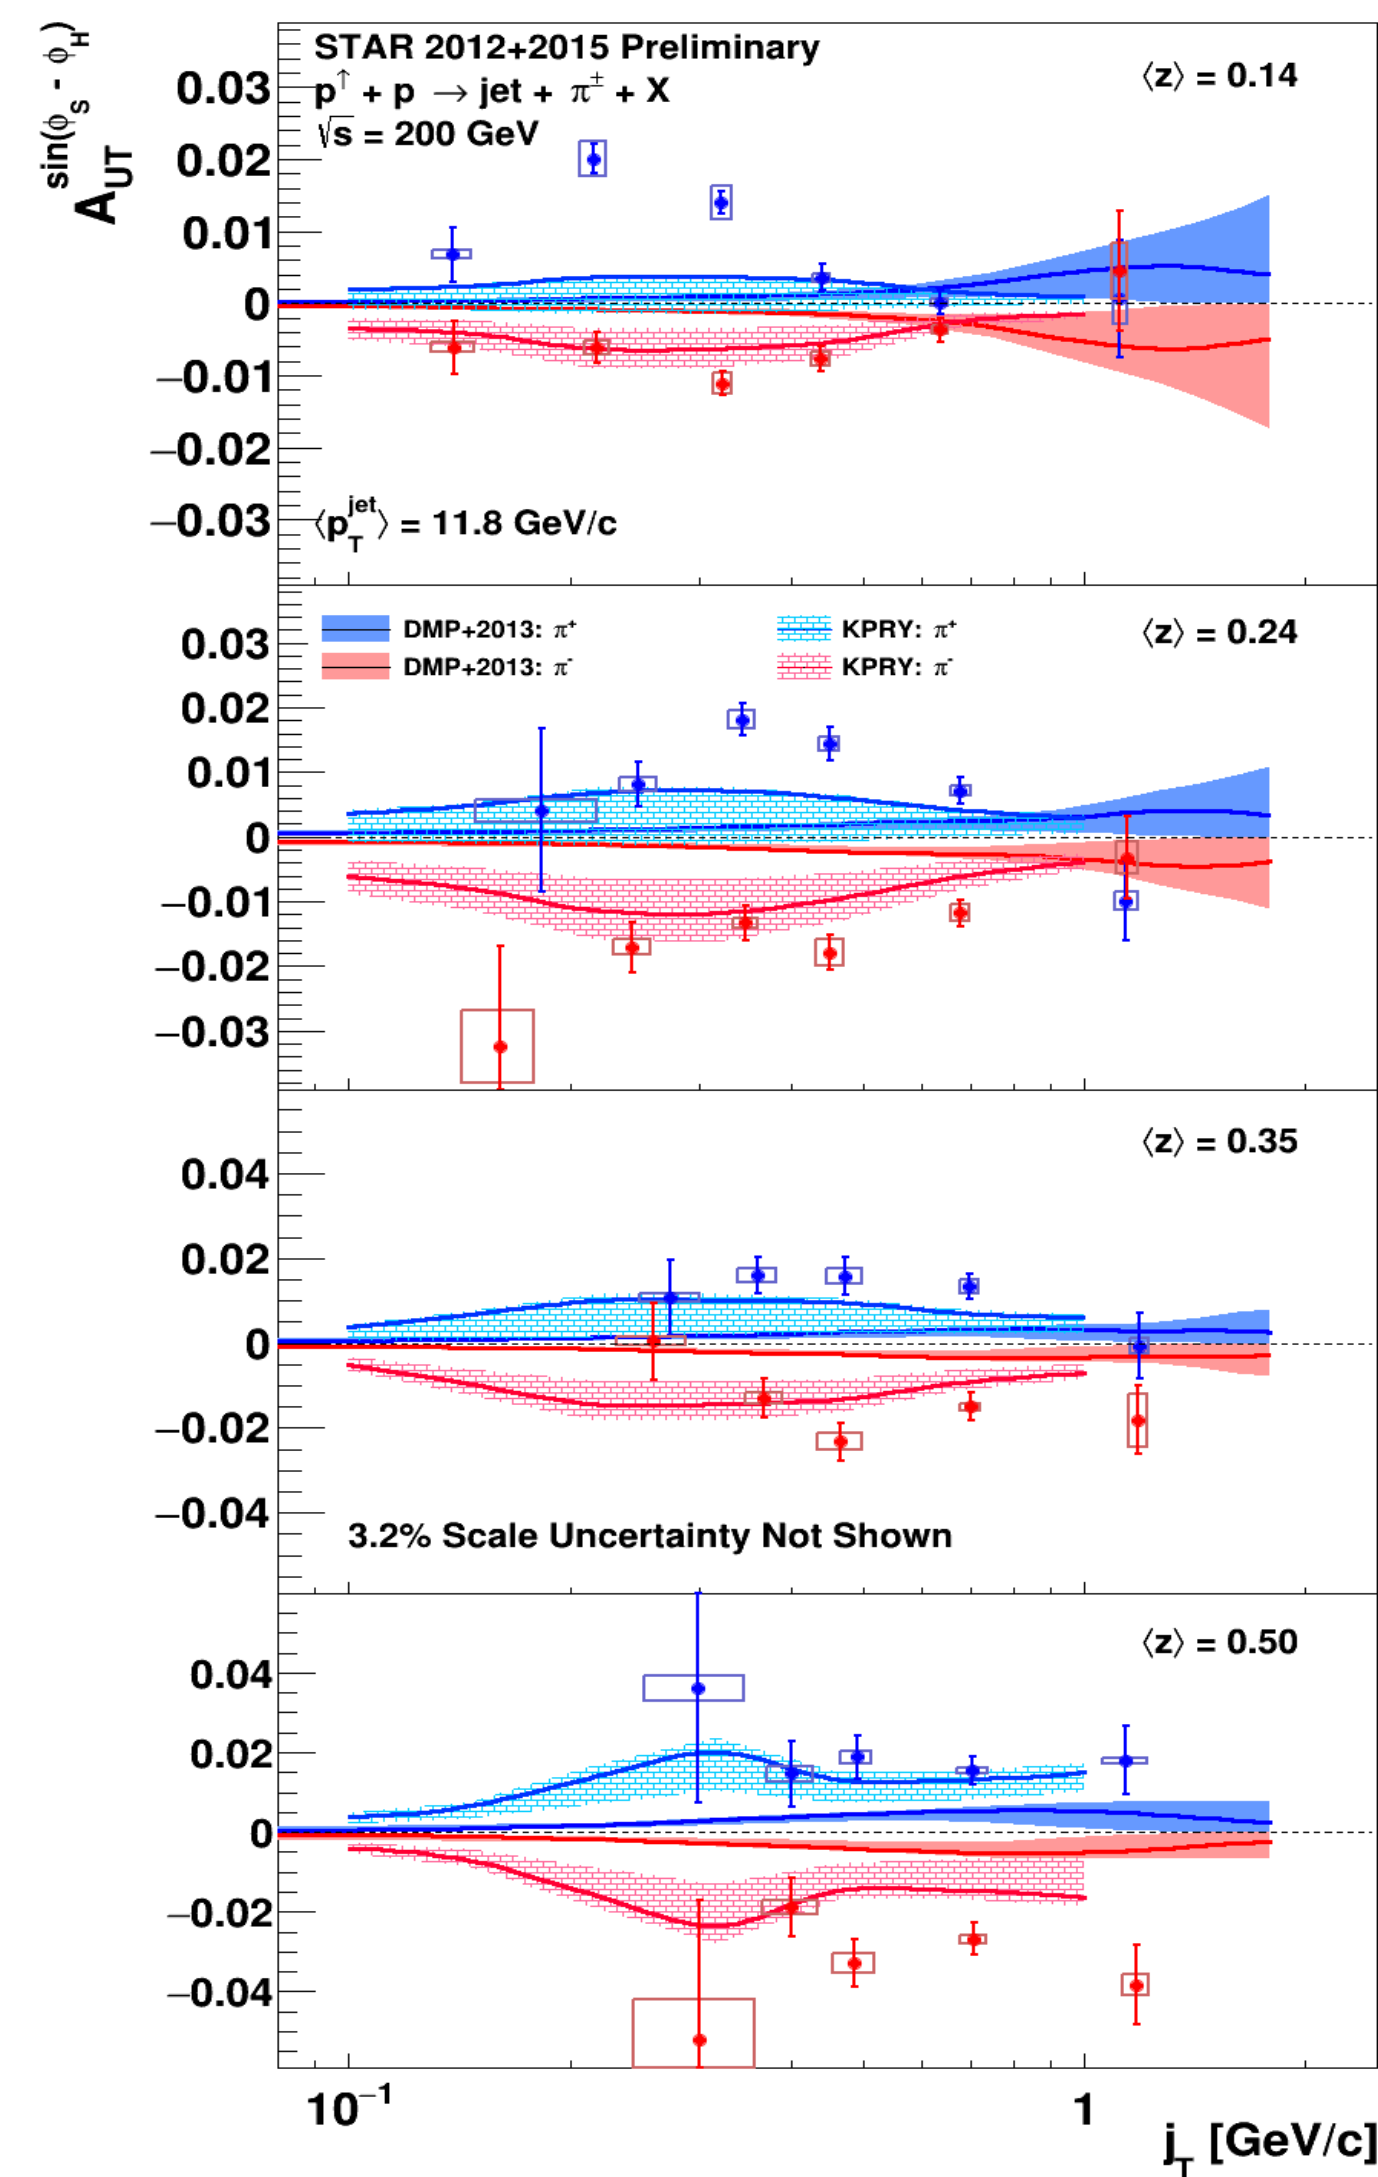 A_UT^sin(ϕ_S - ϕ_H)
STAR 2012+2015 Preliminary
p↑ + p → jet + π± + X
√s = 200 GeV
⟨z⟩ = 0.14
0.03
0.02
0.01
0
−0.01
−0.02
−0.03
⟨p_T^jet⟩ = 11.8 GeV/c
DMP+2013: π⁺
KPRY: π⁺
DMP+2013: π⁻
KPRY: π⁻
⟨z⟩ = 0.24
0.03
0.02
0.01
0
−0.01
−0.02
−0.03
⟨z⟩ = 0.35
0.04
0.02
0
−0.02
−0.04
3.2% Scale Uncertainty Not Shown
⟨z⟩ = 0.50
0.04
0.02
0
−0.02
−0.04
10⁻¹ 1
j_T [GeV/c]